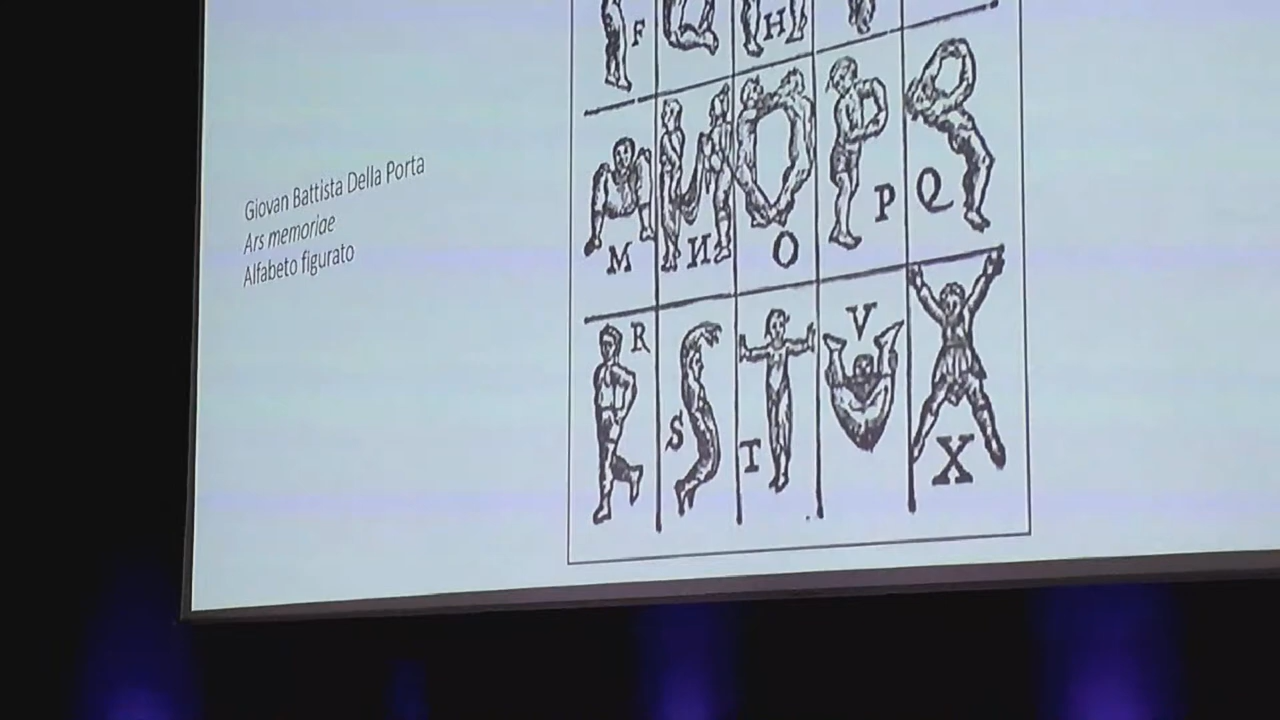 Giovan Battista Della Porta
Ars memoriae
Alfabeto figurato
F H
M И O P Q
R S T V X